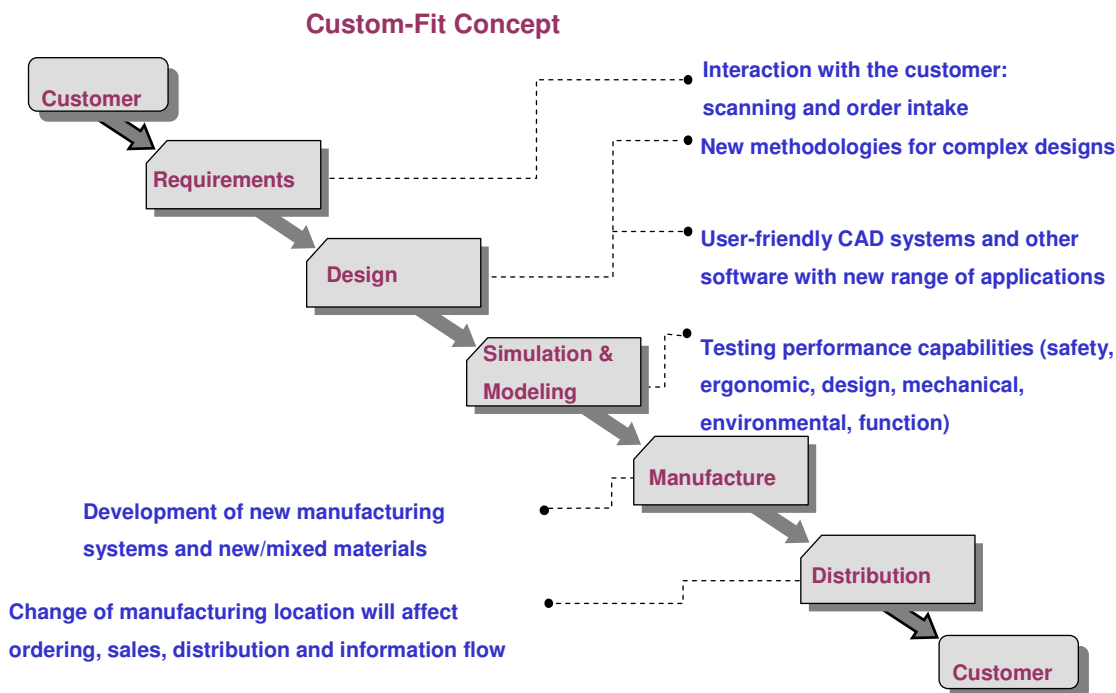 Custom-Fit Concept
Customer
Interaction with the customer:
scanning and order intake
Requirements
New methodologies for complex designs
Design
User-friendly CAD systems and other
software with new range of applications
Simulation &
Modeling
Testing performance capabilities (safety,
ergonomic, design, mechanical,
environmental, function)
Manufacture
Development of new manufacturing
systems and new/mixed materials
Distribution
Change of manufacturing location will affect
ordering, sales, distribution and information flow
Customer